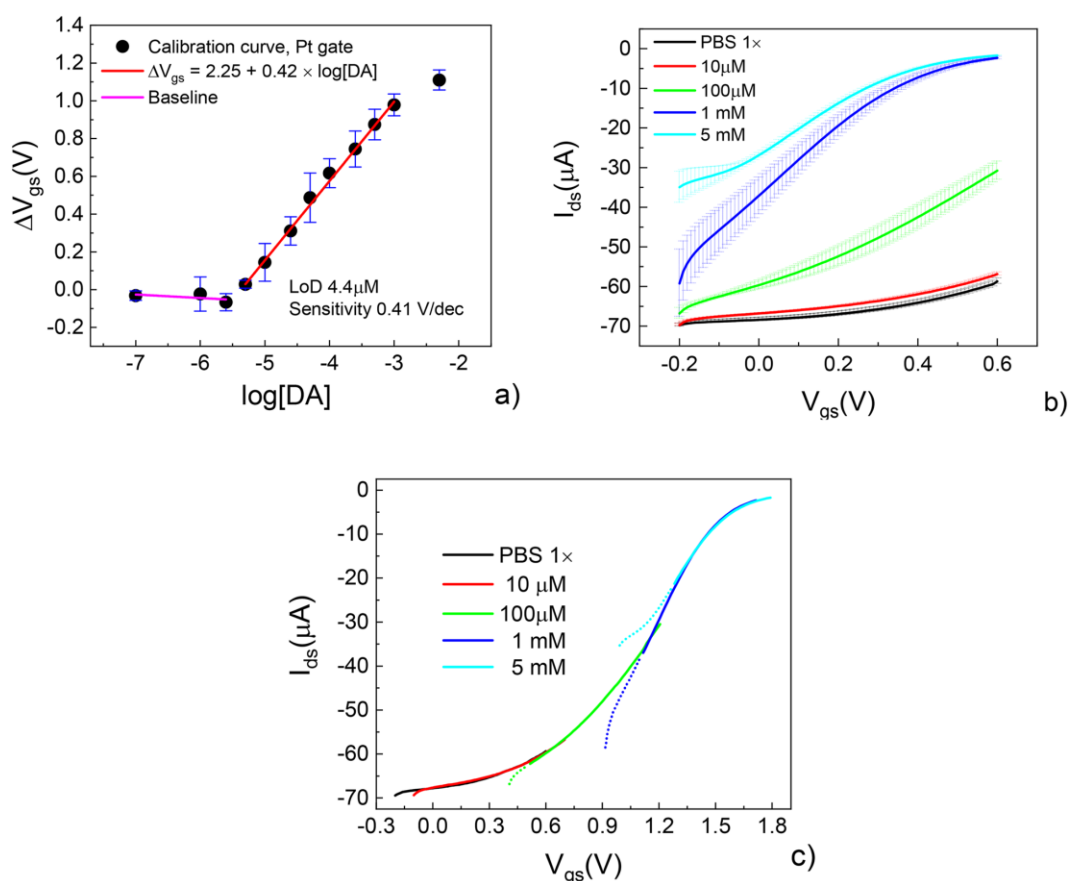 1.4
1.2
1.0
0.8
0.6
0.4
0.2
0.0
-0.2
ΔVgs(V)
Calibration curve, Pt gate
ΔVgs = 2.25 + 0.42 × log[DA]
Baseline
LoD 4.4μM
Sensitivity 0.41 V/dec
-7 -6 -5 -4 -3 -2
log[DA]
a)
0
-10
-20
-30
-40
-50
-60
-70
Ids(μA)
PBS 1×
10μM
100μM
1 mM
5 mM
-0.2 0.0 0.2 0.4 0.6
Vgs(V)
b)
0
-10
-20
-30
-40
-50
-60
-70
-80
Ids(μA)
PBS 1×
10 μM
100μM
1 mM
5 mM
-0.3 0.0 0.3 0.6 0.9 1.2 1.5 1.8
Vgs(V)
c)